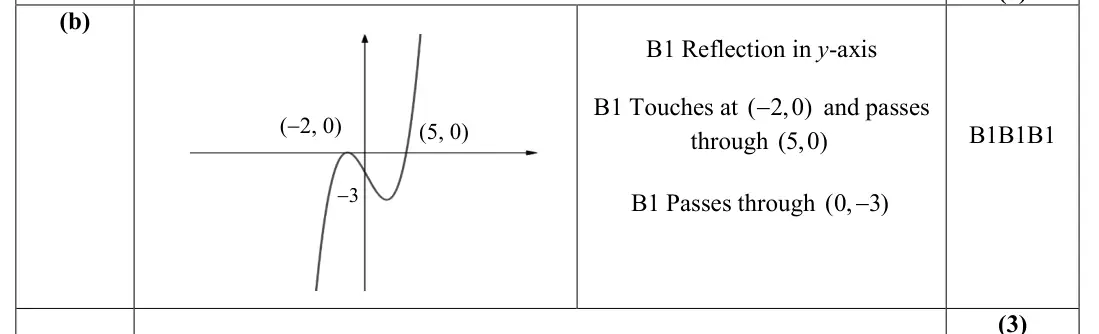 (b)
B1 Reflection in y-axis
B1 Touches at (−2, 0) and passes
through (5, 0)
B1 Passes through (0, −3)
B1B1B1
(−2, 0)
(5, 0)
−3
(3)